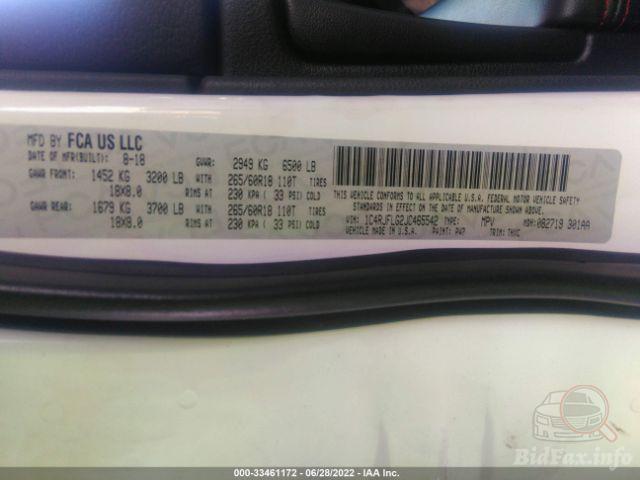 MFD BY FCA US LLC
DATE OF MFR(BUILT): 8-18 GVWR: 2949 KG 6500 LB
GAWR FRONT: 1452 KG 3200 LB 265/60R18 110T TIRES
18X8.0 RIMS AT 230 KPA ( 33 PSI) COLD
GAWR REAR: 1679 KG 3700 LB 265/60R18 110T TIRES
18X8.0 RIMS AT 230 KPA ( 33 PSI) COLD
THIS VEHICLE CONFORMS TO ALL APPLICABLE U.S.A. FEDERAL MOTOR VEHICLE SAFETY
STANDARDS IN EFFECT ON THE DATE OF MANUFACTURE SHOWN ABOVE.
VIN: 1C4RJFLG2JC465542 TYPE: MPV MDH: 082719 301AA
VEHICLE MADE IN U.S.A. PAINT: PW7 TRIM:
000-33461172 / 06/28/2022 - IAA Inc.
BidFax.info